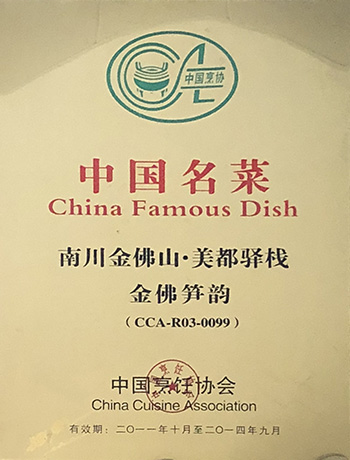 中国烹协
中国名菜
China Famous Dish
南川金佛山·美都驿栈
金佛笋韵
(CCA-R03-0099)
中国烹饪协会
China Cuisine Association
有效期：二〇一一年十月至二〇一四年九月